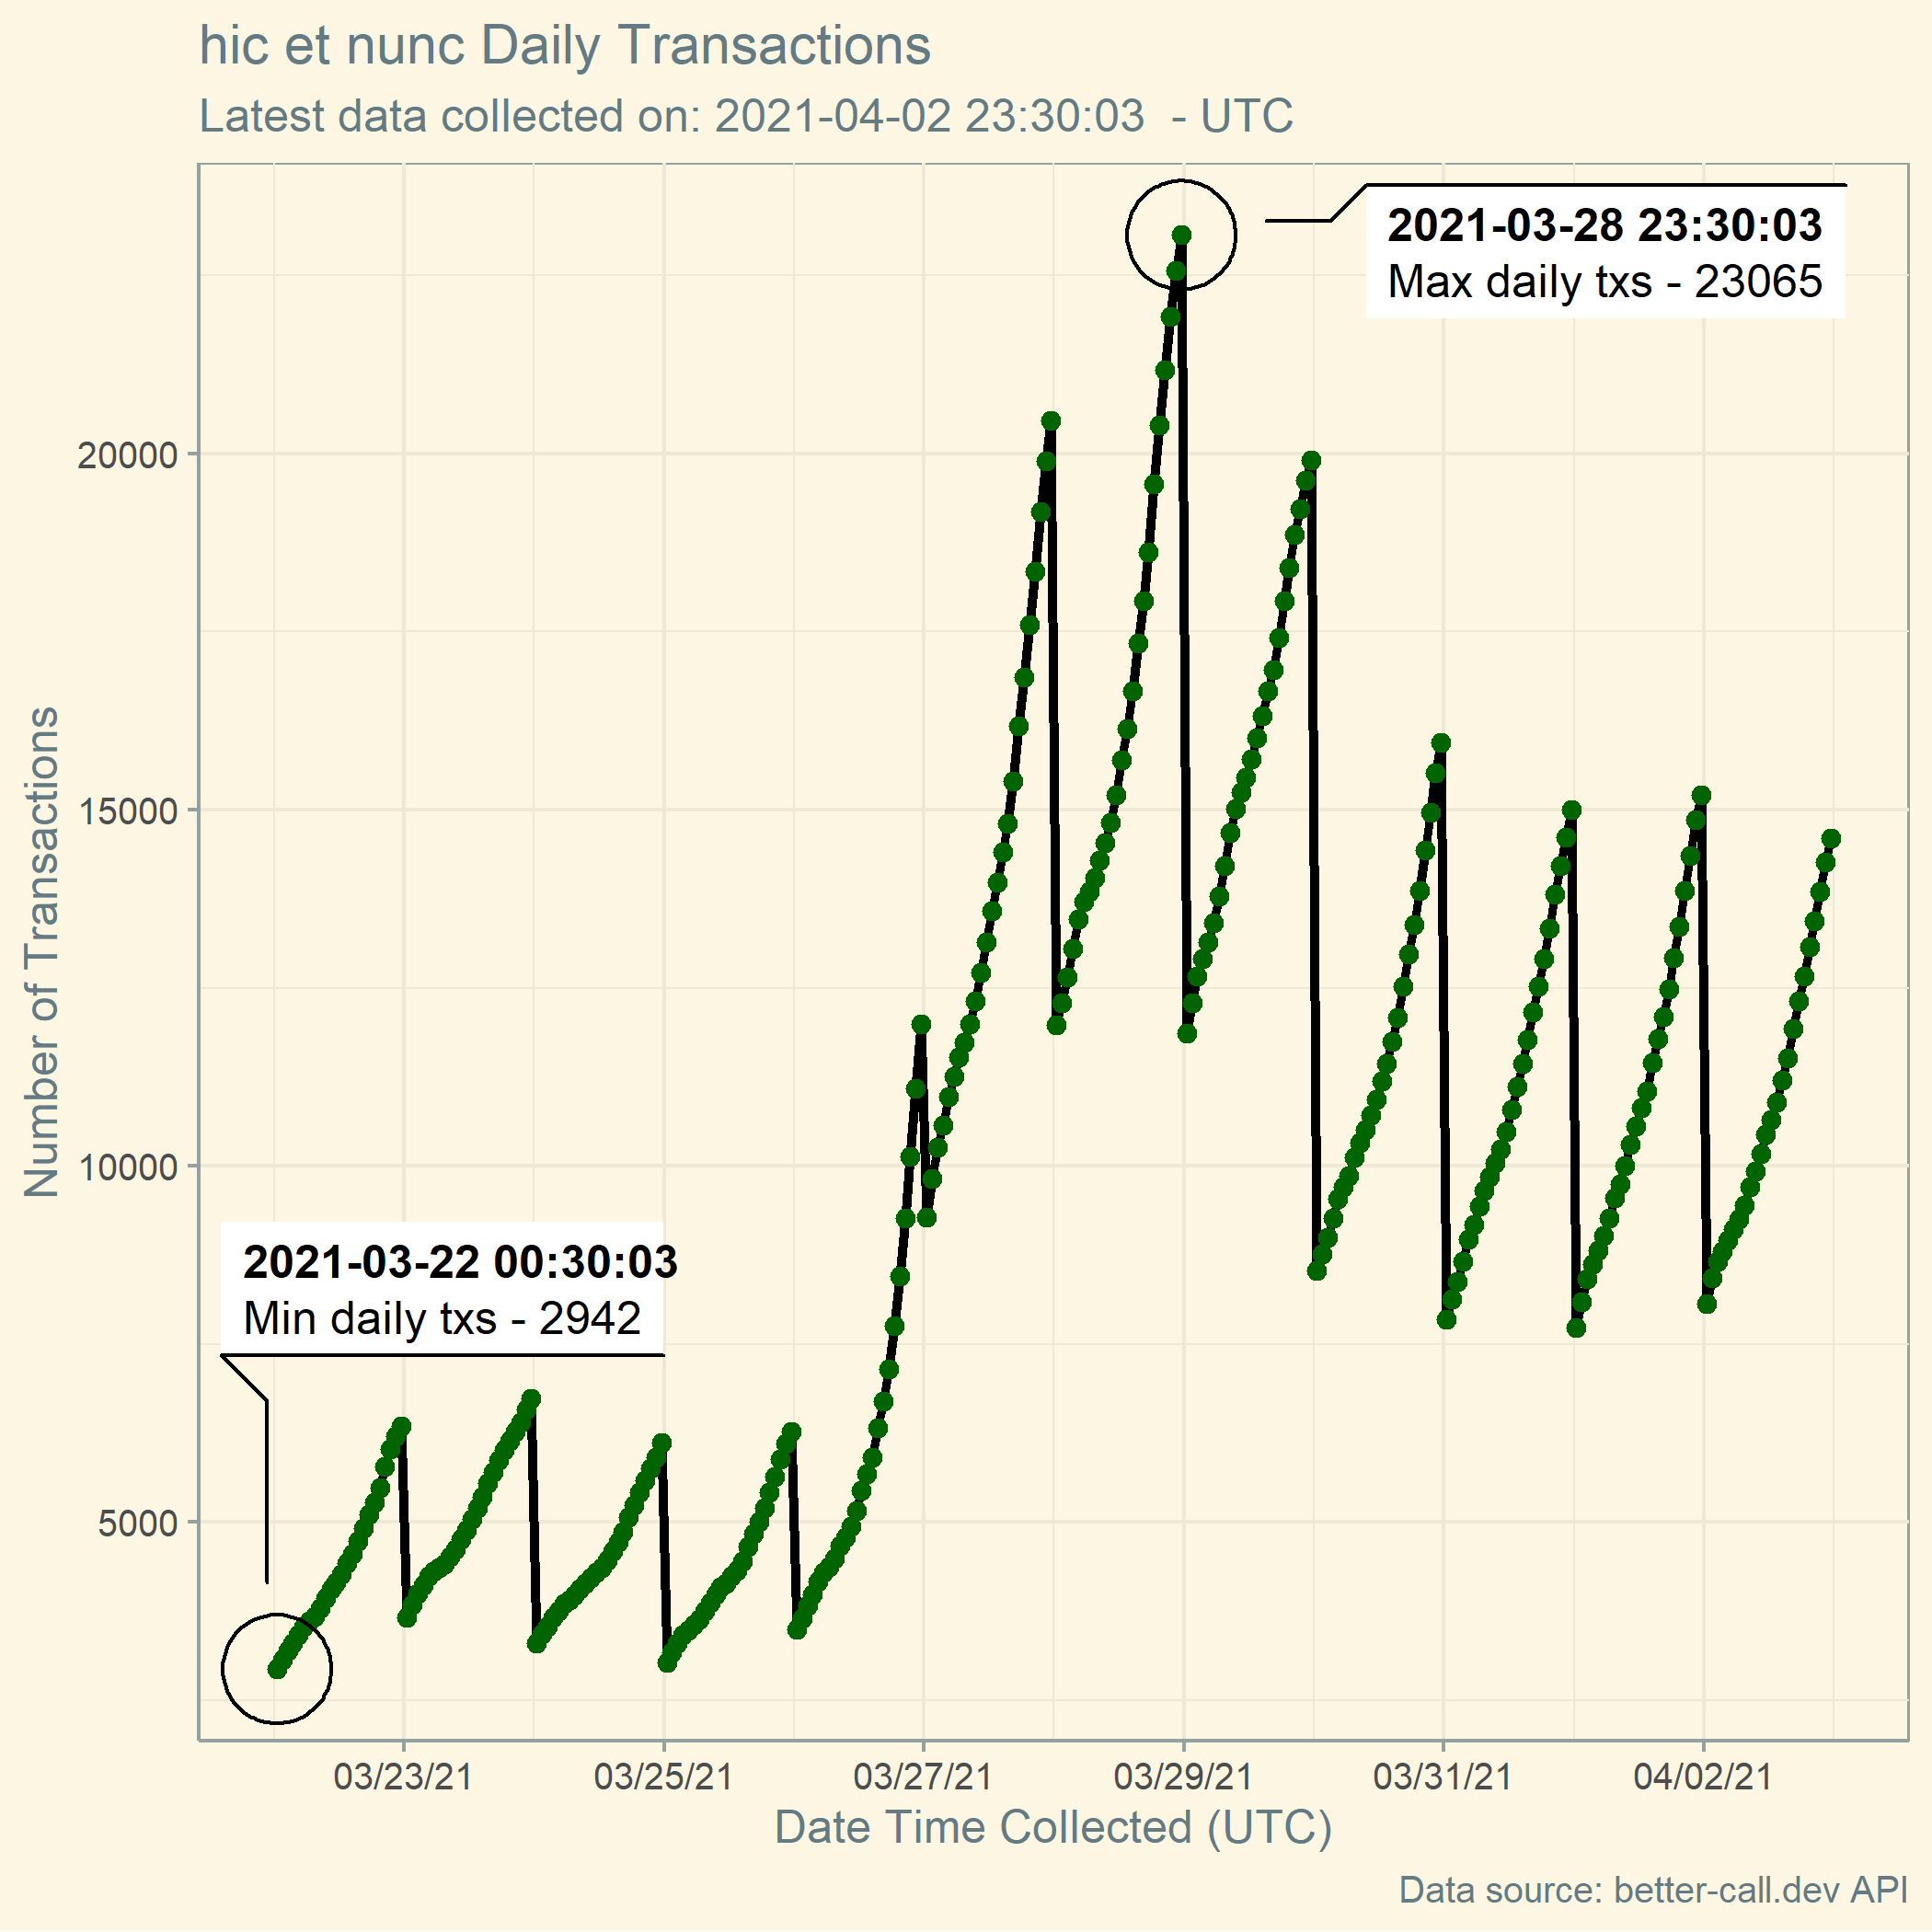 hic et nunc Daily Transactions
Latest data collected on: 2021-04-02 23:30:03  - UTC
2021-03-28 23:30:03
Max daily txs - 23065
20000
15000
10000
5000
Number of Transactions
2021-03-22 00:30:03
Min daily txs - 2942
03/23/21
03/25/21
03/27/21
03/29/21
03/31/21
04/02/21
Date Time Collected (UTC)
Data source: better-call.dev API